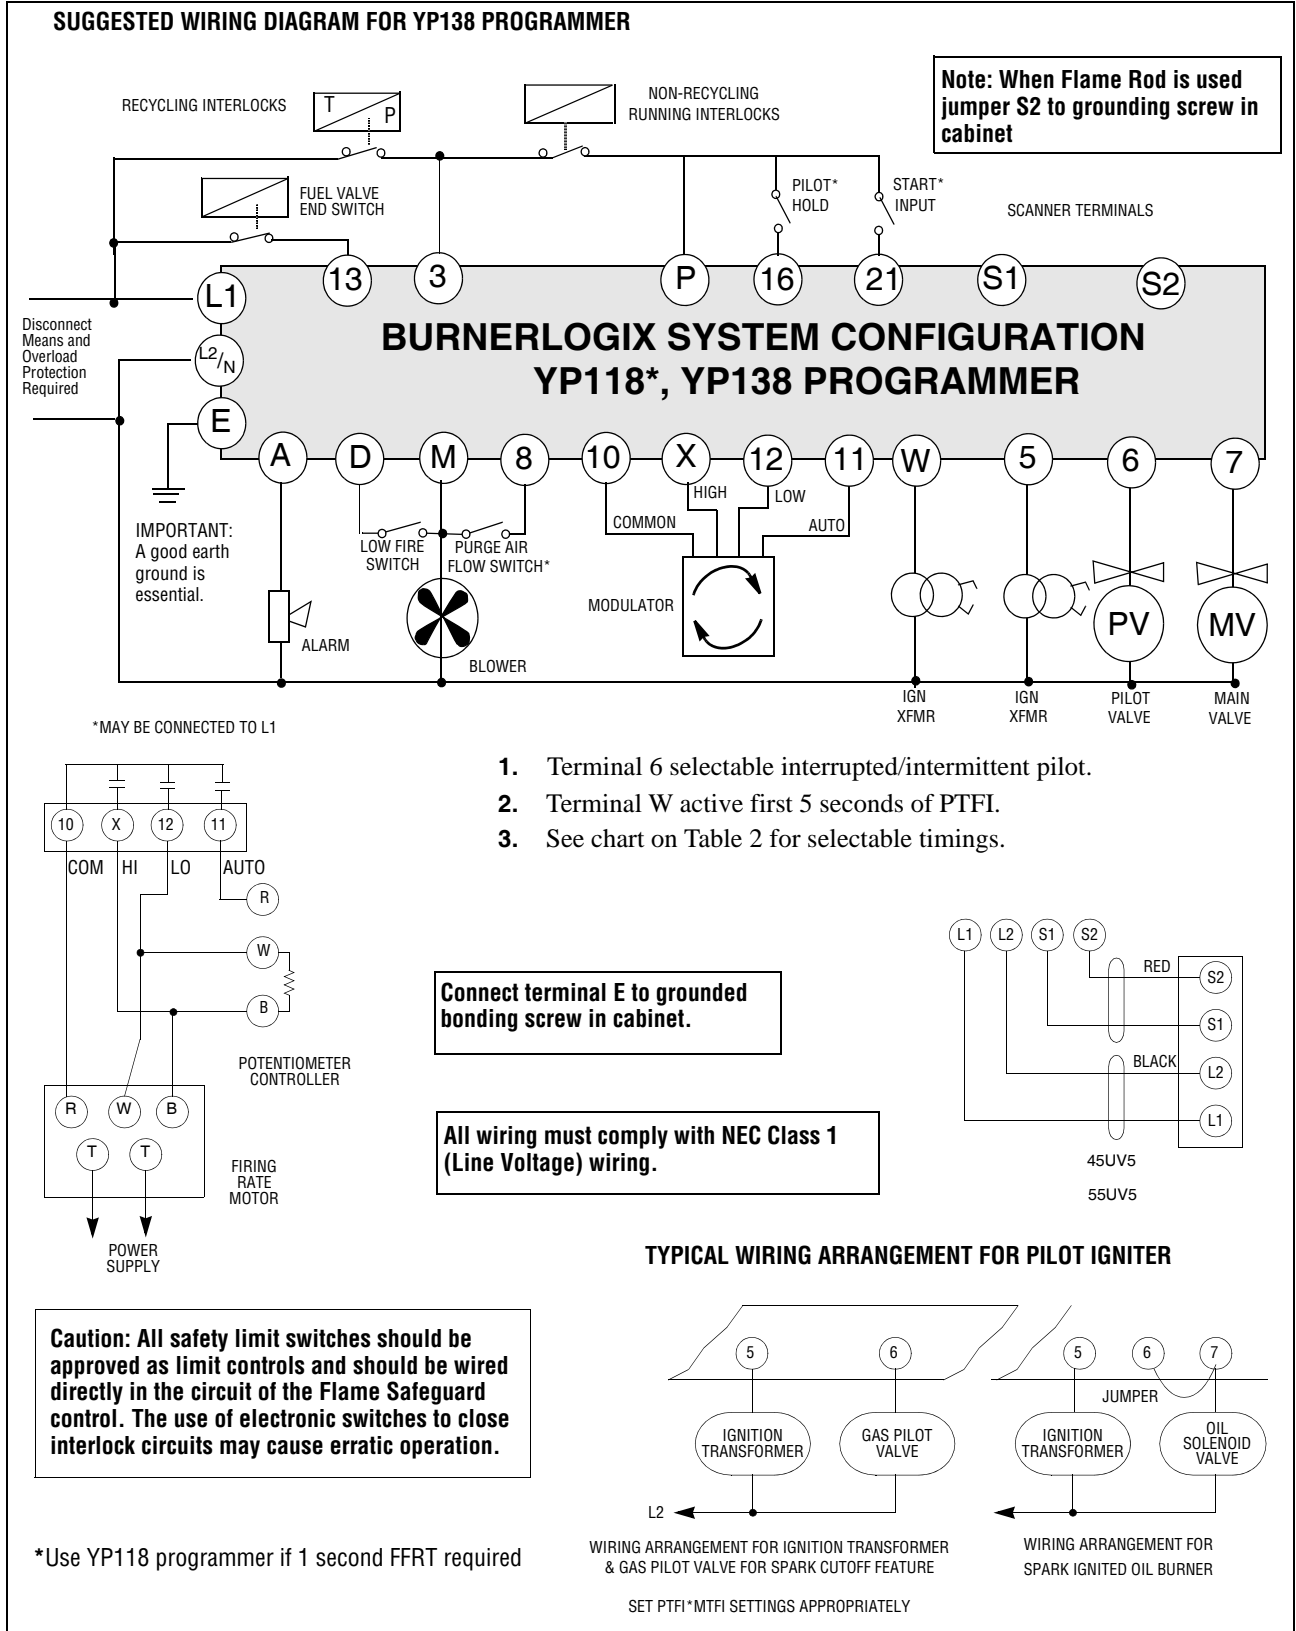 SUGGESTED WIRING DIAGRAM FOR YP138 PROGRAMMER
Note: When Flame Rod is used
jumper S2 to grounding screw in
cabinet
RECYCLING INTERLOCKS
T
P
NON-RECYCLING
RUNNING INTERLOCKS
FUEL VALVE
END SWITCH
PILOT*
HOLD
START*
INPUT
SCANNER TERMINALS
13
3
P
16
21
S1
S2
L1
L2/N
E
Disconnect
Means and
Overload
Protection
Required
BURNERLOGIX SYSTEM CONFIGURATION
YP118*, YP138 PROGRAMMER
A
D
M
8
10
X
12
11
W
5
6
7
HIGH
LOW
COMMON
AUTO
IMPORTANT:
A good earth
ground is
essential.
LOW FIRE
SWITCH
PURGE AIR
FLOW SWITCH*
MODULATOR
ALARM
BLOWER
PV
MV
IGN
XFMR
IGN
XFMR
PILOT
VALVE
MAIN
VALVE
*MAY BE CONNECTED TO L1
1. Terminal 6 selectable interrupted/intermittent pilot.
2. Terminal W active first 5 seconds of PTFI.
3. See chart on Table 2 for selectable timings.
10
X
12
11
COM
HI
LO
AUTO
R
W
B
POTENTIOMETER
CONTROLLER
R
W
B
T
T
FIRING
RATE
MOTOR
POWER
SUPPLY
Connect terminal E to grounded
bonding screw in cabinet.
All wiring must comply with NEC Class 1
(Line Voltage) wiring.
L1
L2
S1
S2
RED
S2
S1
BLACK
L2
L1
45UV5
55UV5
TYPICAL WIRING ARRANGEMENT FOR PILOT IGNITER
Caution: All safety limit switches should be
approved as limit controls and should be wired
directly in the circuit of the Flame Safeguard
control. The use of electronic switches to close
interlock circuits may cause erratic operation.
5
6
IGNITION
TRANSFORMER
GAS PILOT
VALVE
L2
WIRING ARRANGEMENT FOR IGNITION TRANSFORMER
& GAS PILOT VALVE FOR SPARK CUTOFF FEATURE
SET PTFI*MTFI SETTINGS APPROPRIATELY
5
6
7
JUMPER
IGNITION
TRANSFORMER
OIL
SOLENOID
VALVE
WIRING ARRANGEMENT FOR
SPARK IGNITED OIL BURNER
*Use YP118 programmer if 1 second FFRT required